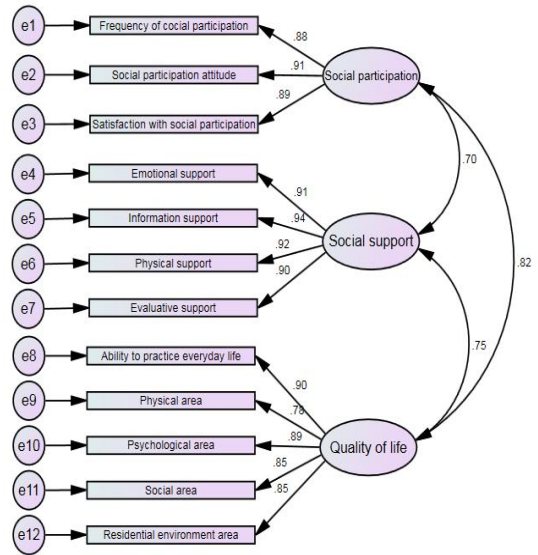 e1 Frequency of cocial participation
.88
e2 Social participation attitude .91 Social participation
.89
e3 Satisfaction with social participation
e4 Emotional support
.70
.91
e5 Information support .94
Social support
.92
e6 Physical support
.82
.90
e7 Evaluative support
.75
e8 Ability to practice everyday life
.90
e9 Physical area
.78
e10 Psychological area .89 Quality of life
.85
e11 Social area
.85
e12 Residential environment area